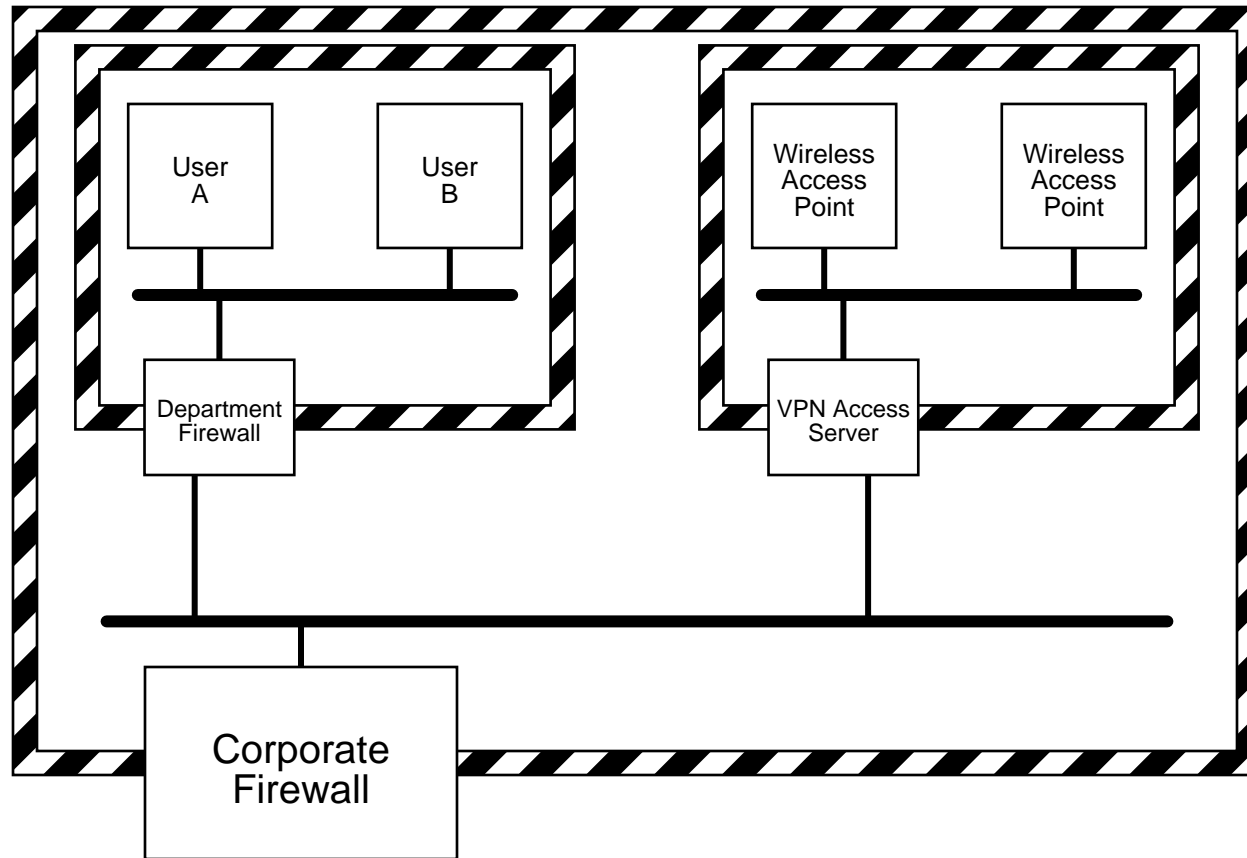 User
A
User
B
Wireless
Access
Point
Wireless
Access
Point
Department
Firewall
VPN Access
Server
Corporate
Firewall